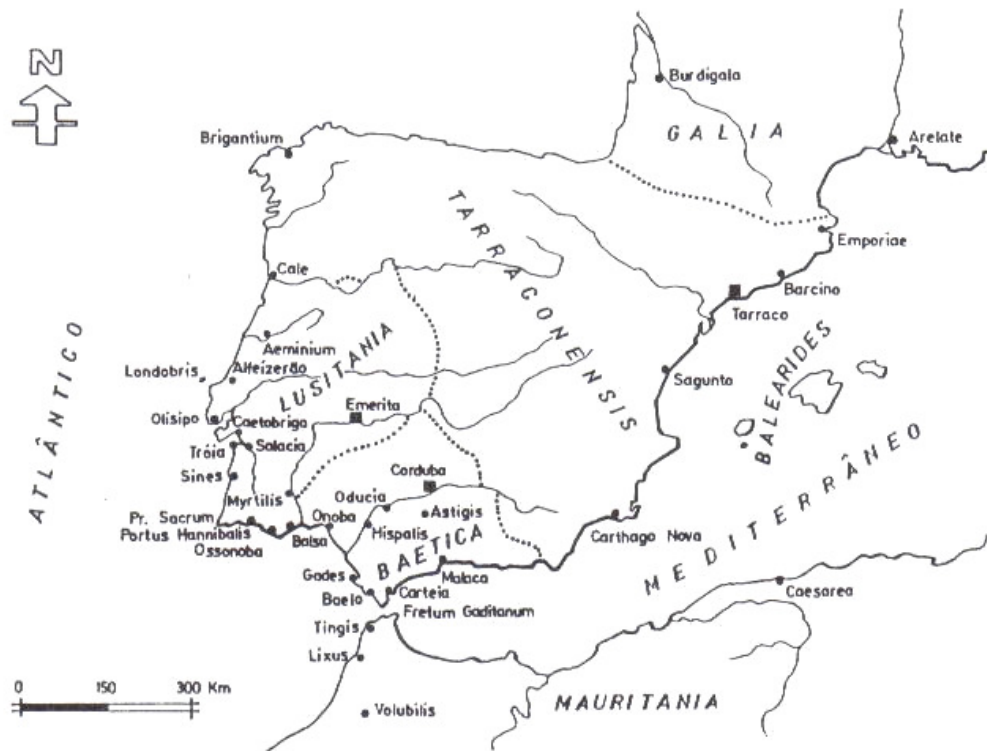 N
Burdigala
GALIA
Arelate
Brigantium
TARRAGONENSIS
Emporiae
Cale
Barcino
Tarraco
Aeminium
LUSITANIA
Londobris
Alfeizerão
BALEARIDES
Sagunto
ATLÂNTICO
Olisipo
Caetobriga
Emerita
Tróia
Salacia
MEDITERRÂNEO
Sines
Corduba
Myrtilis
Oducia
Astigis
Pr. Sacrum
Onoba
Portus Hannibalis
Balsa
Hispalis
Carthago Nova
Ossonoba
BAETICA
Gades
Malaca
Baelo
Carteia
Caesarea
Fretum Gaditanum
Tingis
Lixus
0 150 300 Km
MAURITANIA
Volubilis